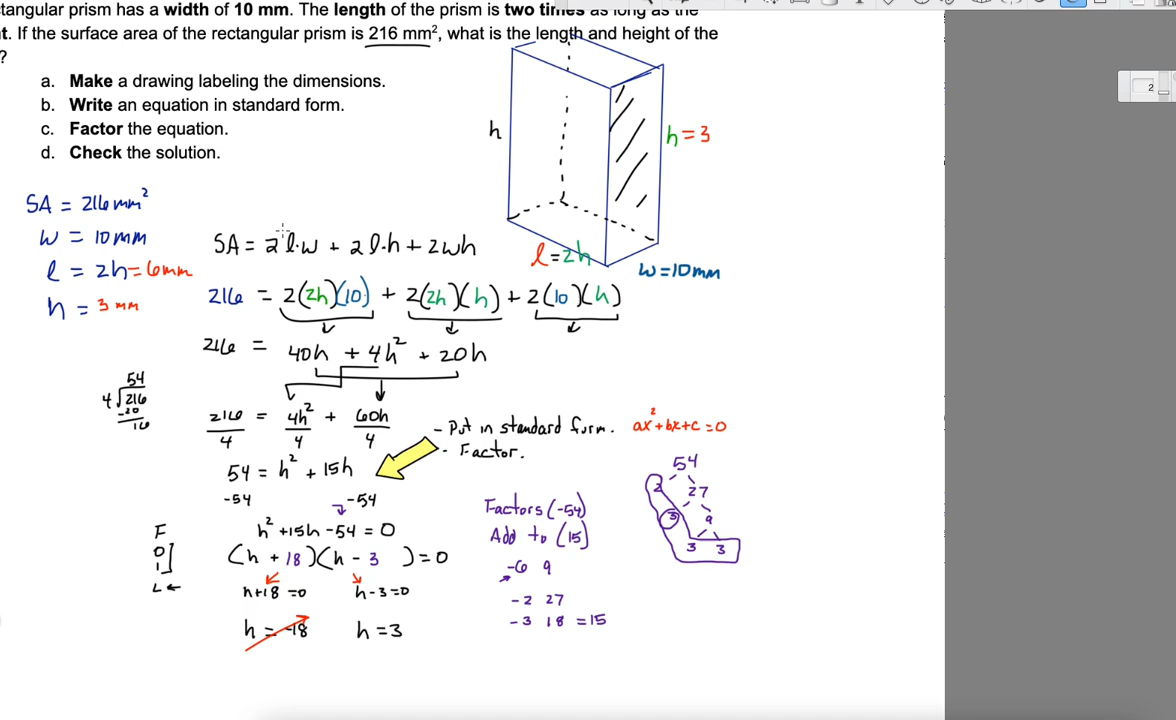 tangular prism has a width of 10 mm. The length of the prism is two times as long as the
t. If the surface area of the rectangular prism is 216 mm², what is the length and height of the
?
a. Make a drawing labeling the dimensions.
b. Write an equation in standard form.
c. Factor the equation.
d. Check the solution.
2
h
h = 3
l = 2h
w = 10mm
SA = 216 mm²
w = 10 mm
l = 2h = 6mm
h = 3 mm
SA = 2 l·w + 2 l·h + 2wh
216 = 2(2h)(10) + 2(2h)(h) + 2(10)(h)
216 = 40h + 4h² + 20h
54
4 216
-20
16
216 = 4h² + 60h
4 4 4
- Put in standard form. ax²+bx+c=0
- Factor.
54 = h² + 15h
-54 -54
h² +15h -54 = 0
F
O
I
L
(h + 18)(h - 3) = 0
h+18 =0 h-3=0
h = -18 h = 3
Factors (-54)
Add to (15)
-6 9
-2 27
-3 18 = 15
54
2 27
3 9
3 3